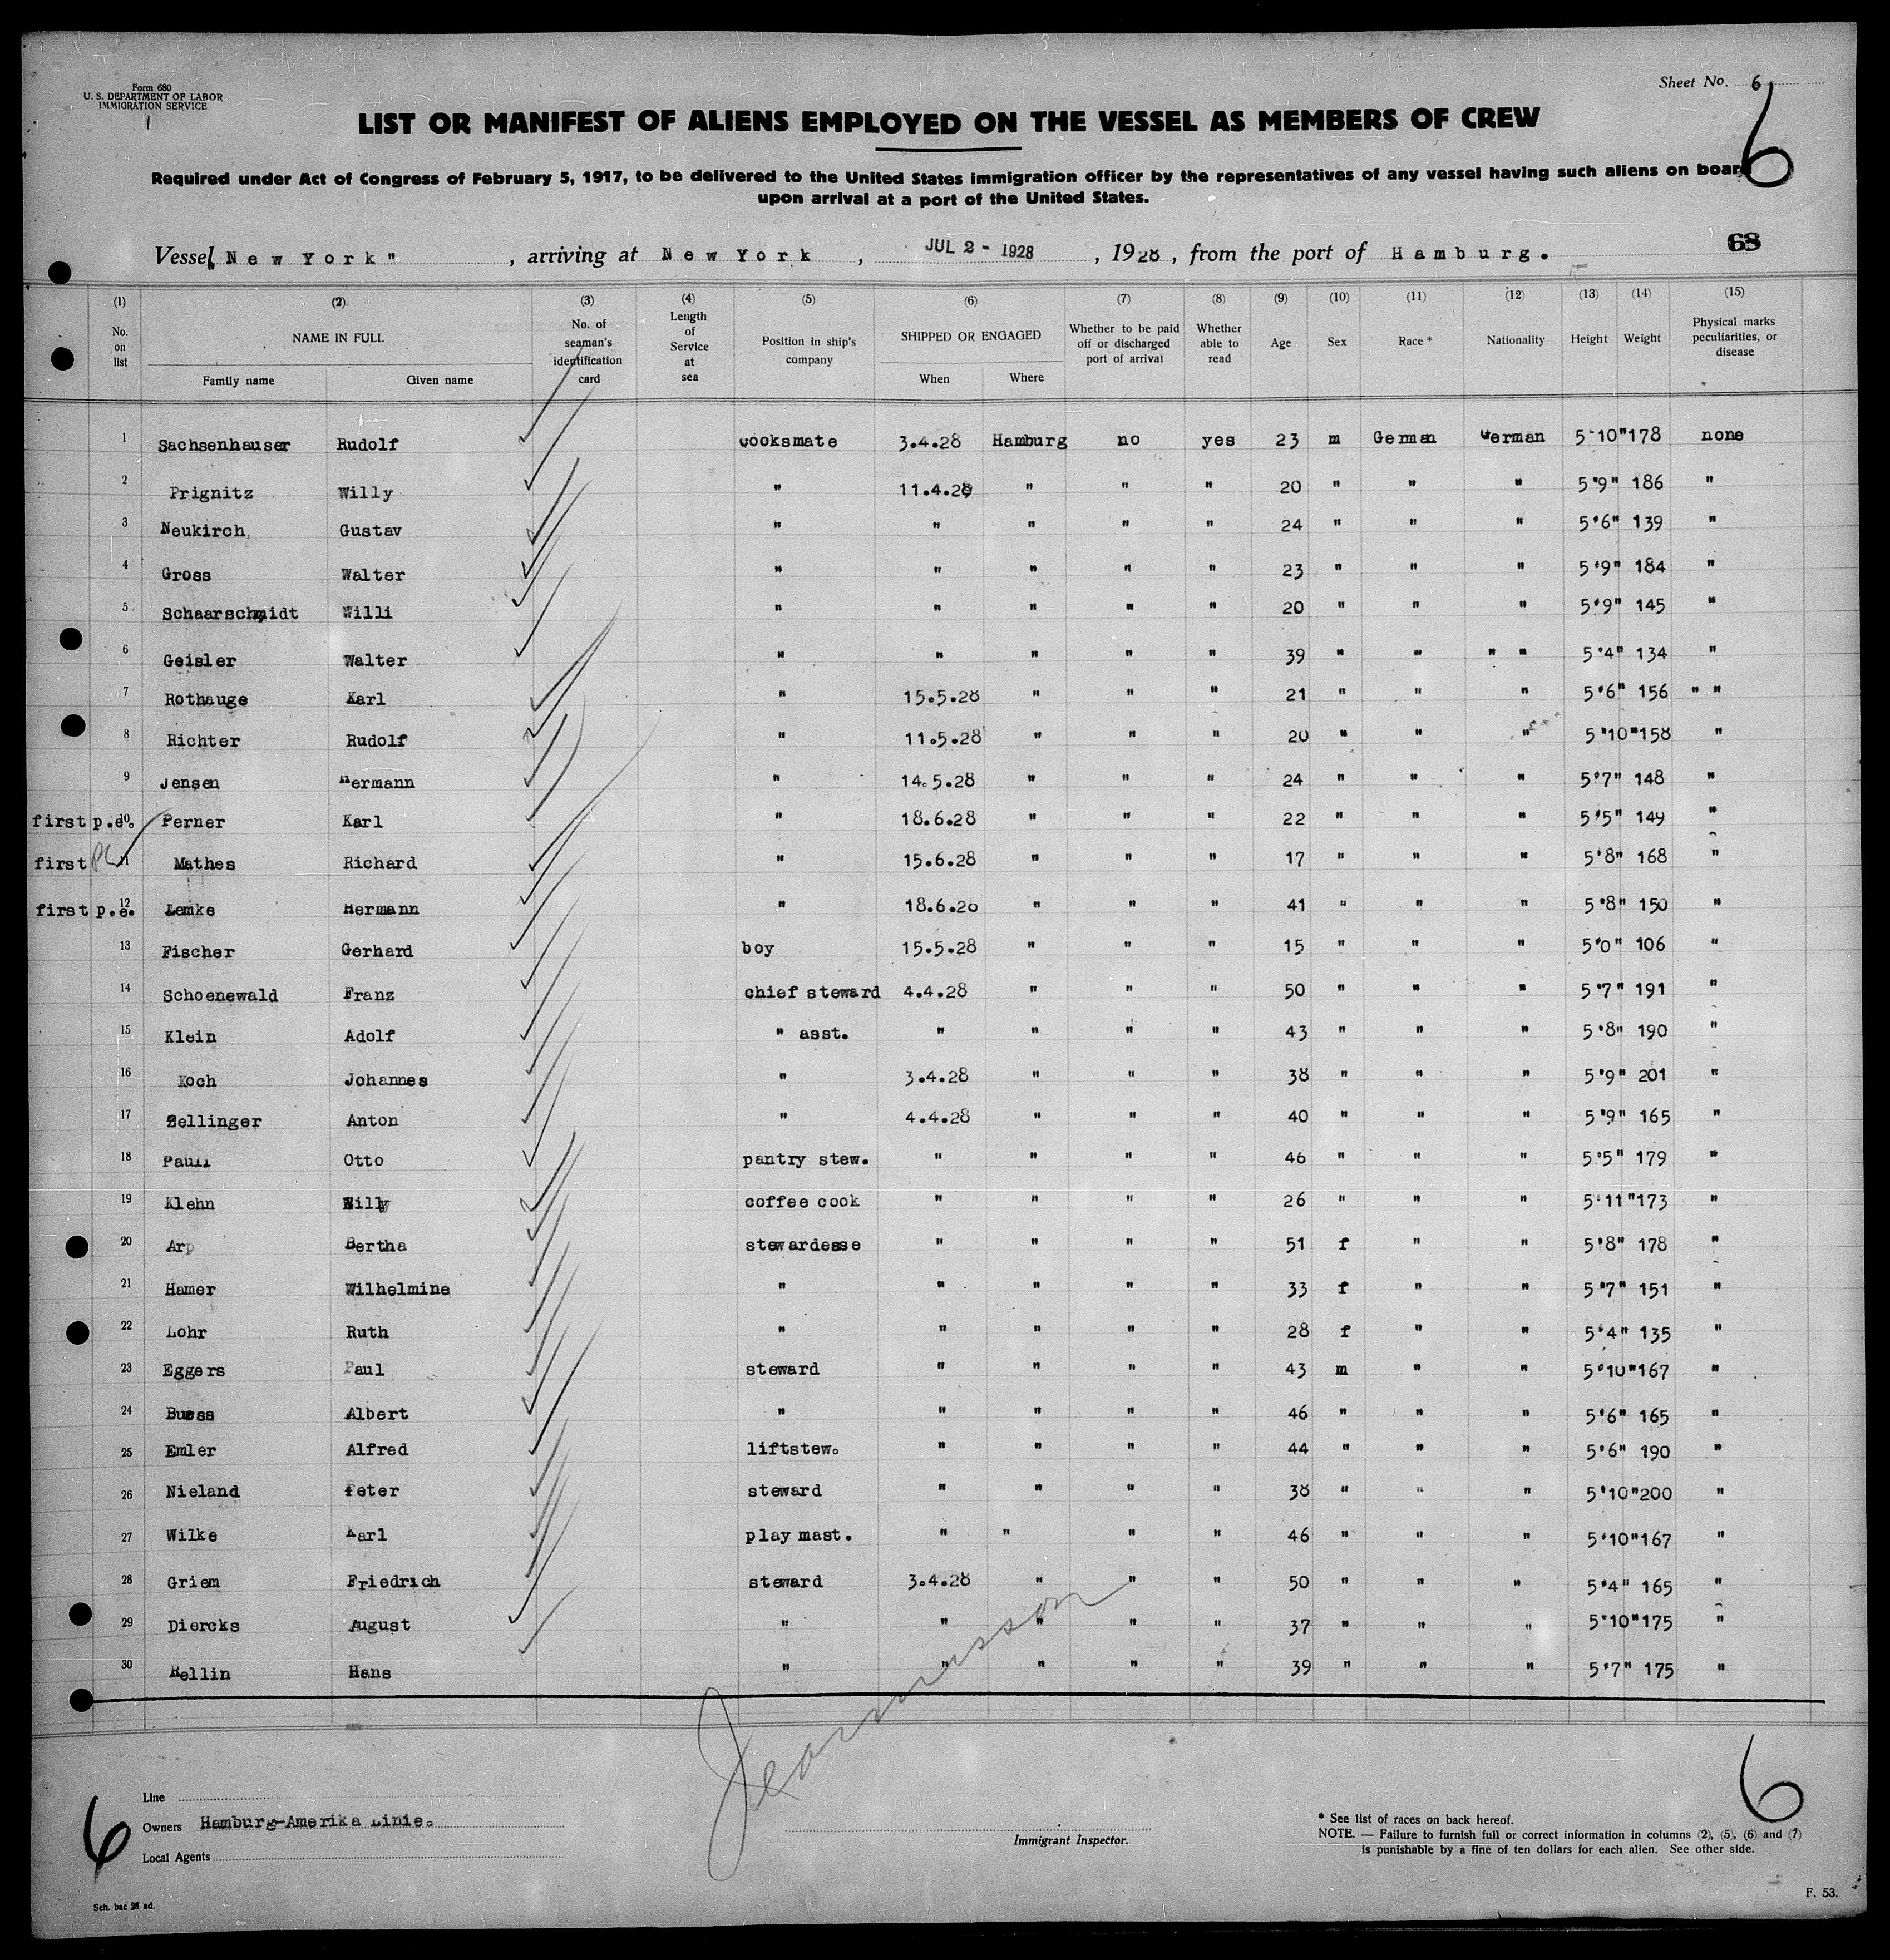 Form 680
U. S. DEPARTMENT OF LABOR
IMMIGRATION SERVICE
Sheet No. 6
6
LIST OR MANIFEST OF ALIENS EMPLOYED ON THE VESSEL AS MEMBERS OF CREW
Required under Act of Congress of February 5, 1917, to be delivered to the United States immigration officer by the representatives of any vessel having such aliens on board
upon arrival at a port of the United States.
68
Vessel „New York", arriving at New York, JUL 2 - 1928, 1928, from the port of Hamburg.
(1) (2) (3) (4) (5) (6) (7) (8) (9) (10) (11) (12) (13) (14) (15)
No. on list NAME IN FULL Family name Given name No. of seaman's identification card Length of Service at sea Position in ship's company SHIPPED OR ENGAGED When Where Whether to be paid off or discharged port of arrival Whether able to read Age Sex Race * Nationality Height Weight Physical marks peculiarities, or disease
1 Sachsenhauser Rudolf cooksmate 3.4.28 Hamburg no yes 23 m German German 5'10" 178 none
2 Prignitz Willy " 11.4.28 " " " 20 " " " 5'9" 186 "
3 Neukirch Gustav " " " " " 24 " " " 5'6" 139 "
4 Gross Walter " " " " " 23 " " " 5'9" 184 "
5 Schaarschmidt Willi " " " " " 20 " " " 5'9" 145 "
6 Geisler Walter " " " " " 39 " " " " 5'4" 134 "
7 Rothauge Karl " 15.5.28 " " " 21 " " " 5'6" 156 " "
8 Richter Rudolf " 11.5.28 " " " 20 " " " 5'10" 158 "
9 Jensen Hermann " 14.5.28 " " " 24 " " " 5'7" 148 "
first p.e. 10 Perner Karl " 18.6.28 " " " 22 " " " 5'5" 149 "
first 11 Mathes Richard " 15.6.28 " " " 17 " " " 5'8" 168 "
first p.e. 12 Lemke Hermann " 18.6.28 " " " 41 " " " 5'8" 150 "
13 Fischer Gerhard boy 15.5.28 " " " 15 " " " 5'0" 106 "
14 Schoenewald Franz chief steward 4.4.28 " " " 50 " " " 5'7" 191 "
15 Klein Adolf " asst. " " " " 43 " " " 5'8" 190 "
16 Koch Johannes " 3.4.28 " " " 38 " " " 5'9" 201 "
17 Zellinger Anton " 4.4.28 " " " 40 " " " 5'9" 165 "
18 Pauli Otto pantry stew. " " " " 46 " " " 5'5" 179 "
19 Klehn Willy coffee cook " " " " 26 " " " 5'11" 173 "
20 Arp Bertha stewardesse " " " " 51 f " " 5'8" 178 "
21 Hamer Wilhelmine " " " " " 33 f " " 5'7" 151 "
22 Lohr Ruth " " " " " 28 f " " 5'4" 135 "
23 Eggers Paul steward " " " " 43 m " " 5'10" 167 "
24 Buess Albert " " " " " 46 " " " 5'6" 165 "
25 Emler Alfred liftstew. " " " " 44 " " " 5'6" 190 "
26 Nieland Peter steward " " " " 38 " " " 5'10" 200 "
27 Wilke Karl play mast. " " " " 46 " " " 5'10" 167 "
28 Griem Friedrich steward 3.4.28 " " " 50 " " " 5'4" 165 "
29 Diercks August " " " " " 37 " " " 5'10" 175 "
30 Rellin Hans " " " " " 39 " " " 5'7" 175 "
6
Line
Owners Hamburg-Amerika Linie.
Local Agents
6
Immigrant Inspector.
* See list of races on back hereof.
NOTE. — Failure to furnish full or correct information in columns (2), (5), (6) and (7)
is punishable by a fine of ten dollars for each alien. See other side.
Sch. bac 28 ad.
F. 53.